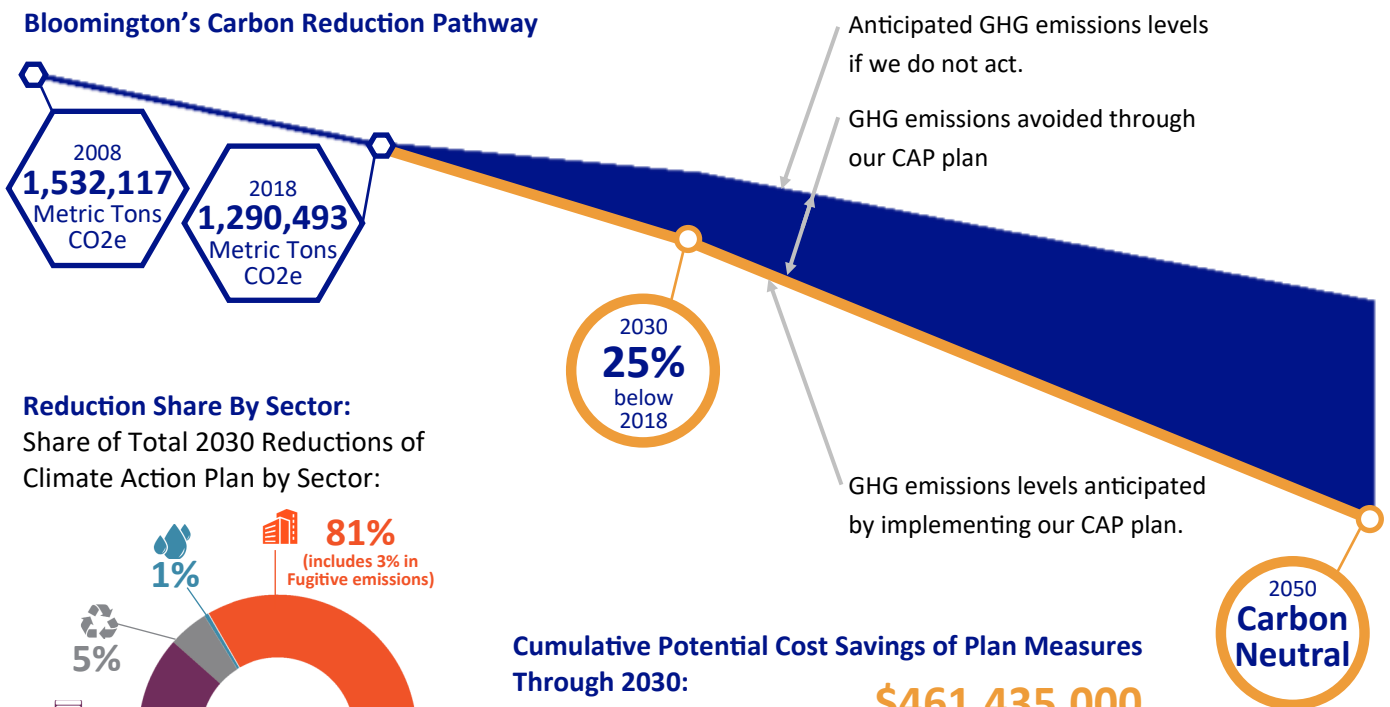 Bloomington's Carbon Reduction Pathway
Anticipated GHG emissions levels
if we do not act.
GHG emissions avoided through
our CAP plan
2008
1,532,117
Metric Tons
CO2e
2018
1,290,493
Metric Tons
CO2e
2030
25%
below
2018
GHG emissions levels anticipated
by implementing our CAP plan.
2050
Carbon
Neutral
Reduction Share By Sector:
Share of Total 2030 Reductions of
Climate Action Plan by Sector:
81%
(includes 3% in
Fugitive emissions)
1%
5%
Cumulative Potential Cost Savings of Plan Measures
Through 2030:
$461,435,000